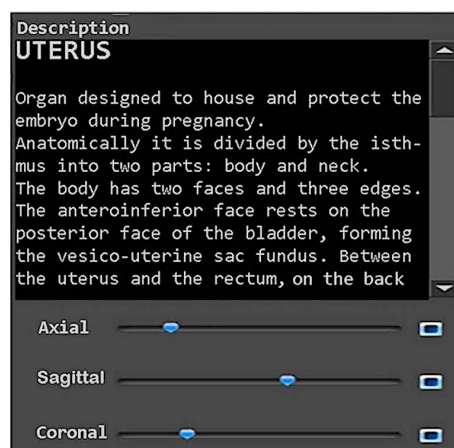 Description
UTERUS
Organ designed to house and protect the
embryo during pregnancy.
Anatomically it is divided by the isth-
mus into two parts: body and neck.
The body has two faces and three edges.
The anteroinferior face rests on the
posterior face of the bladder, forming
the vesico-uterine sac fundus. Between
the uterus and the rectum, on the back
Axial
Sagittal
Coronal